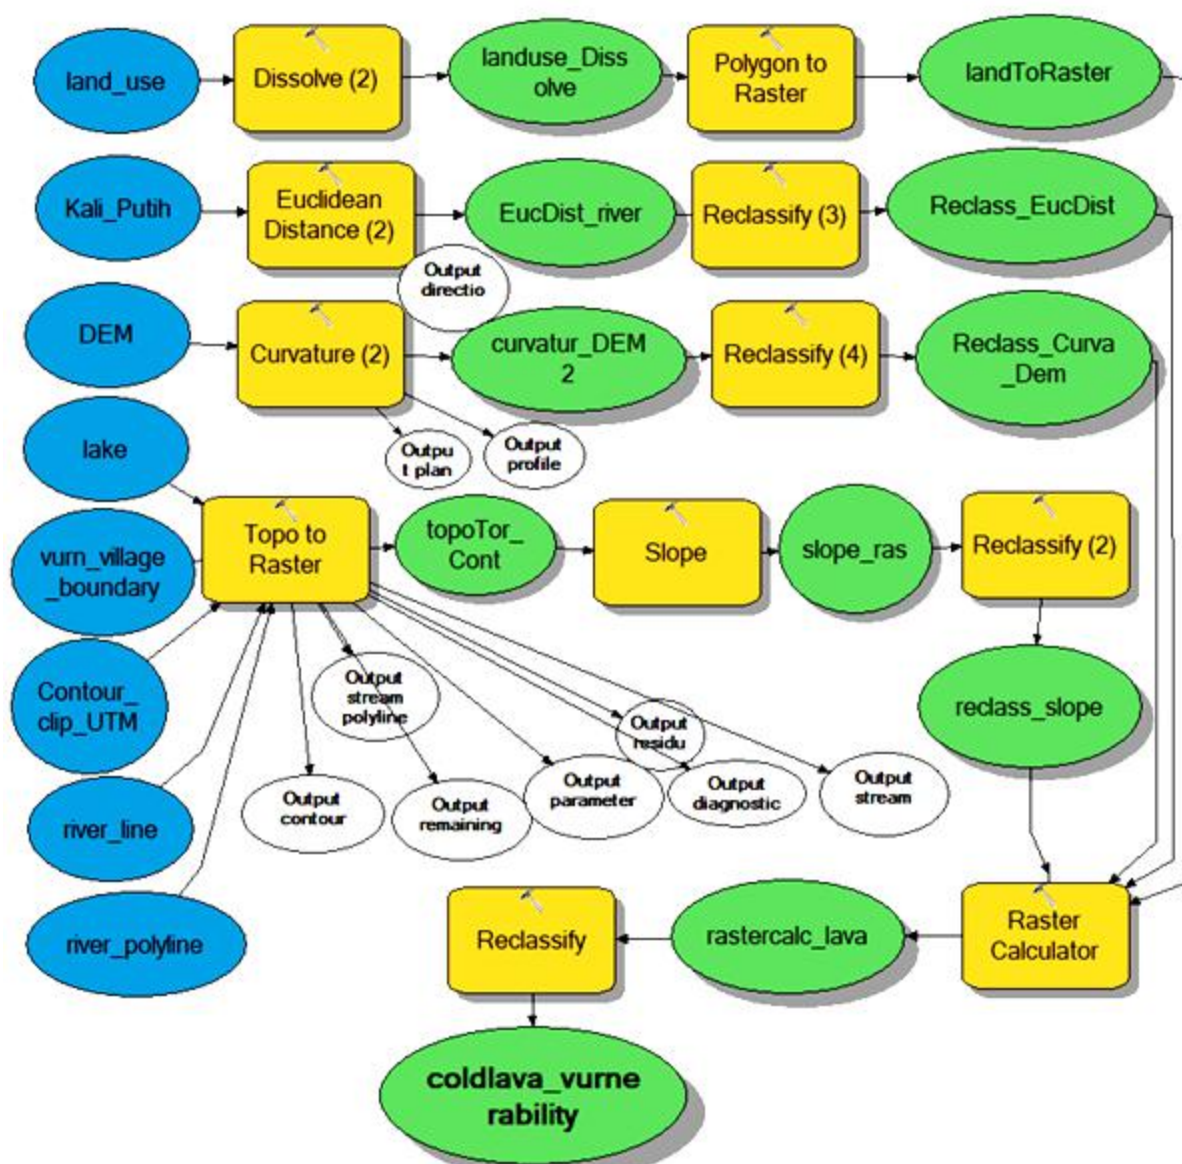 land_use
Dissolve (2)
landuse_Diss
olve
Polygon to
Raster
landToRaster
Kali_Putih
Euclidean
Distance (2)
EucDist_river
Reclassify (3)
Reclass_EucDist
Output
directio
DEM
Curvature (2)
curvatur_DEM
2
Reclassify (4)
Reclass_Curva
_Dem
Outpu
t plan
Output
profile
lake
Topo to
Raster
topoTor_
Cont
Slope
slope_ras
Reclassify (2)
vurn_village
_boundary
Contour_
clip_UTM
Output
stream
polyline
Output
residu
reclass_slope
Output
contour
Output
remaining
Output
parameter
Output
diagnostic
Output
stream
river_line
river_polyline
Reclassify
rastercalc_lava
Raster
Calculator
coldlava_vurne
rability